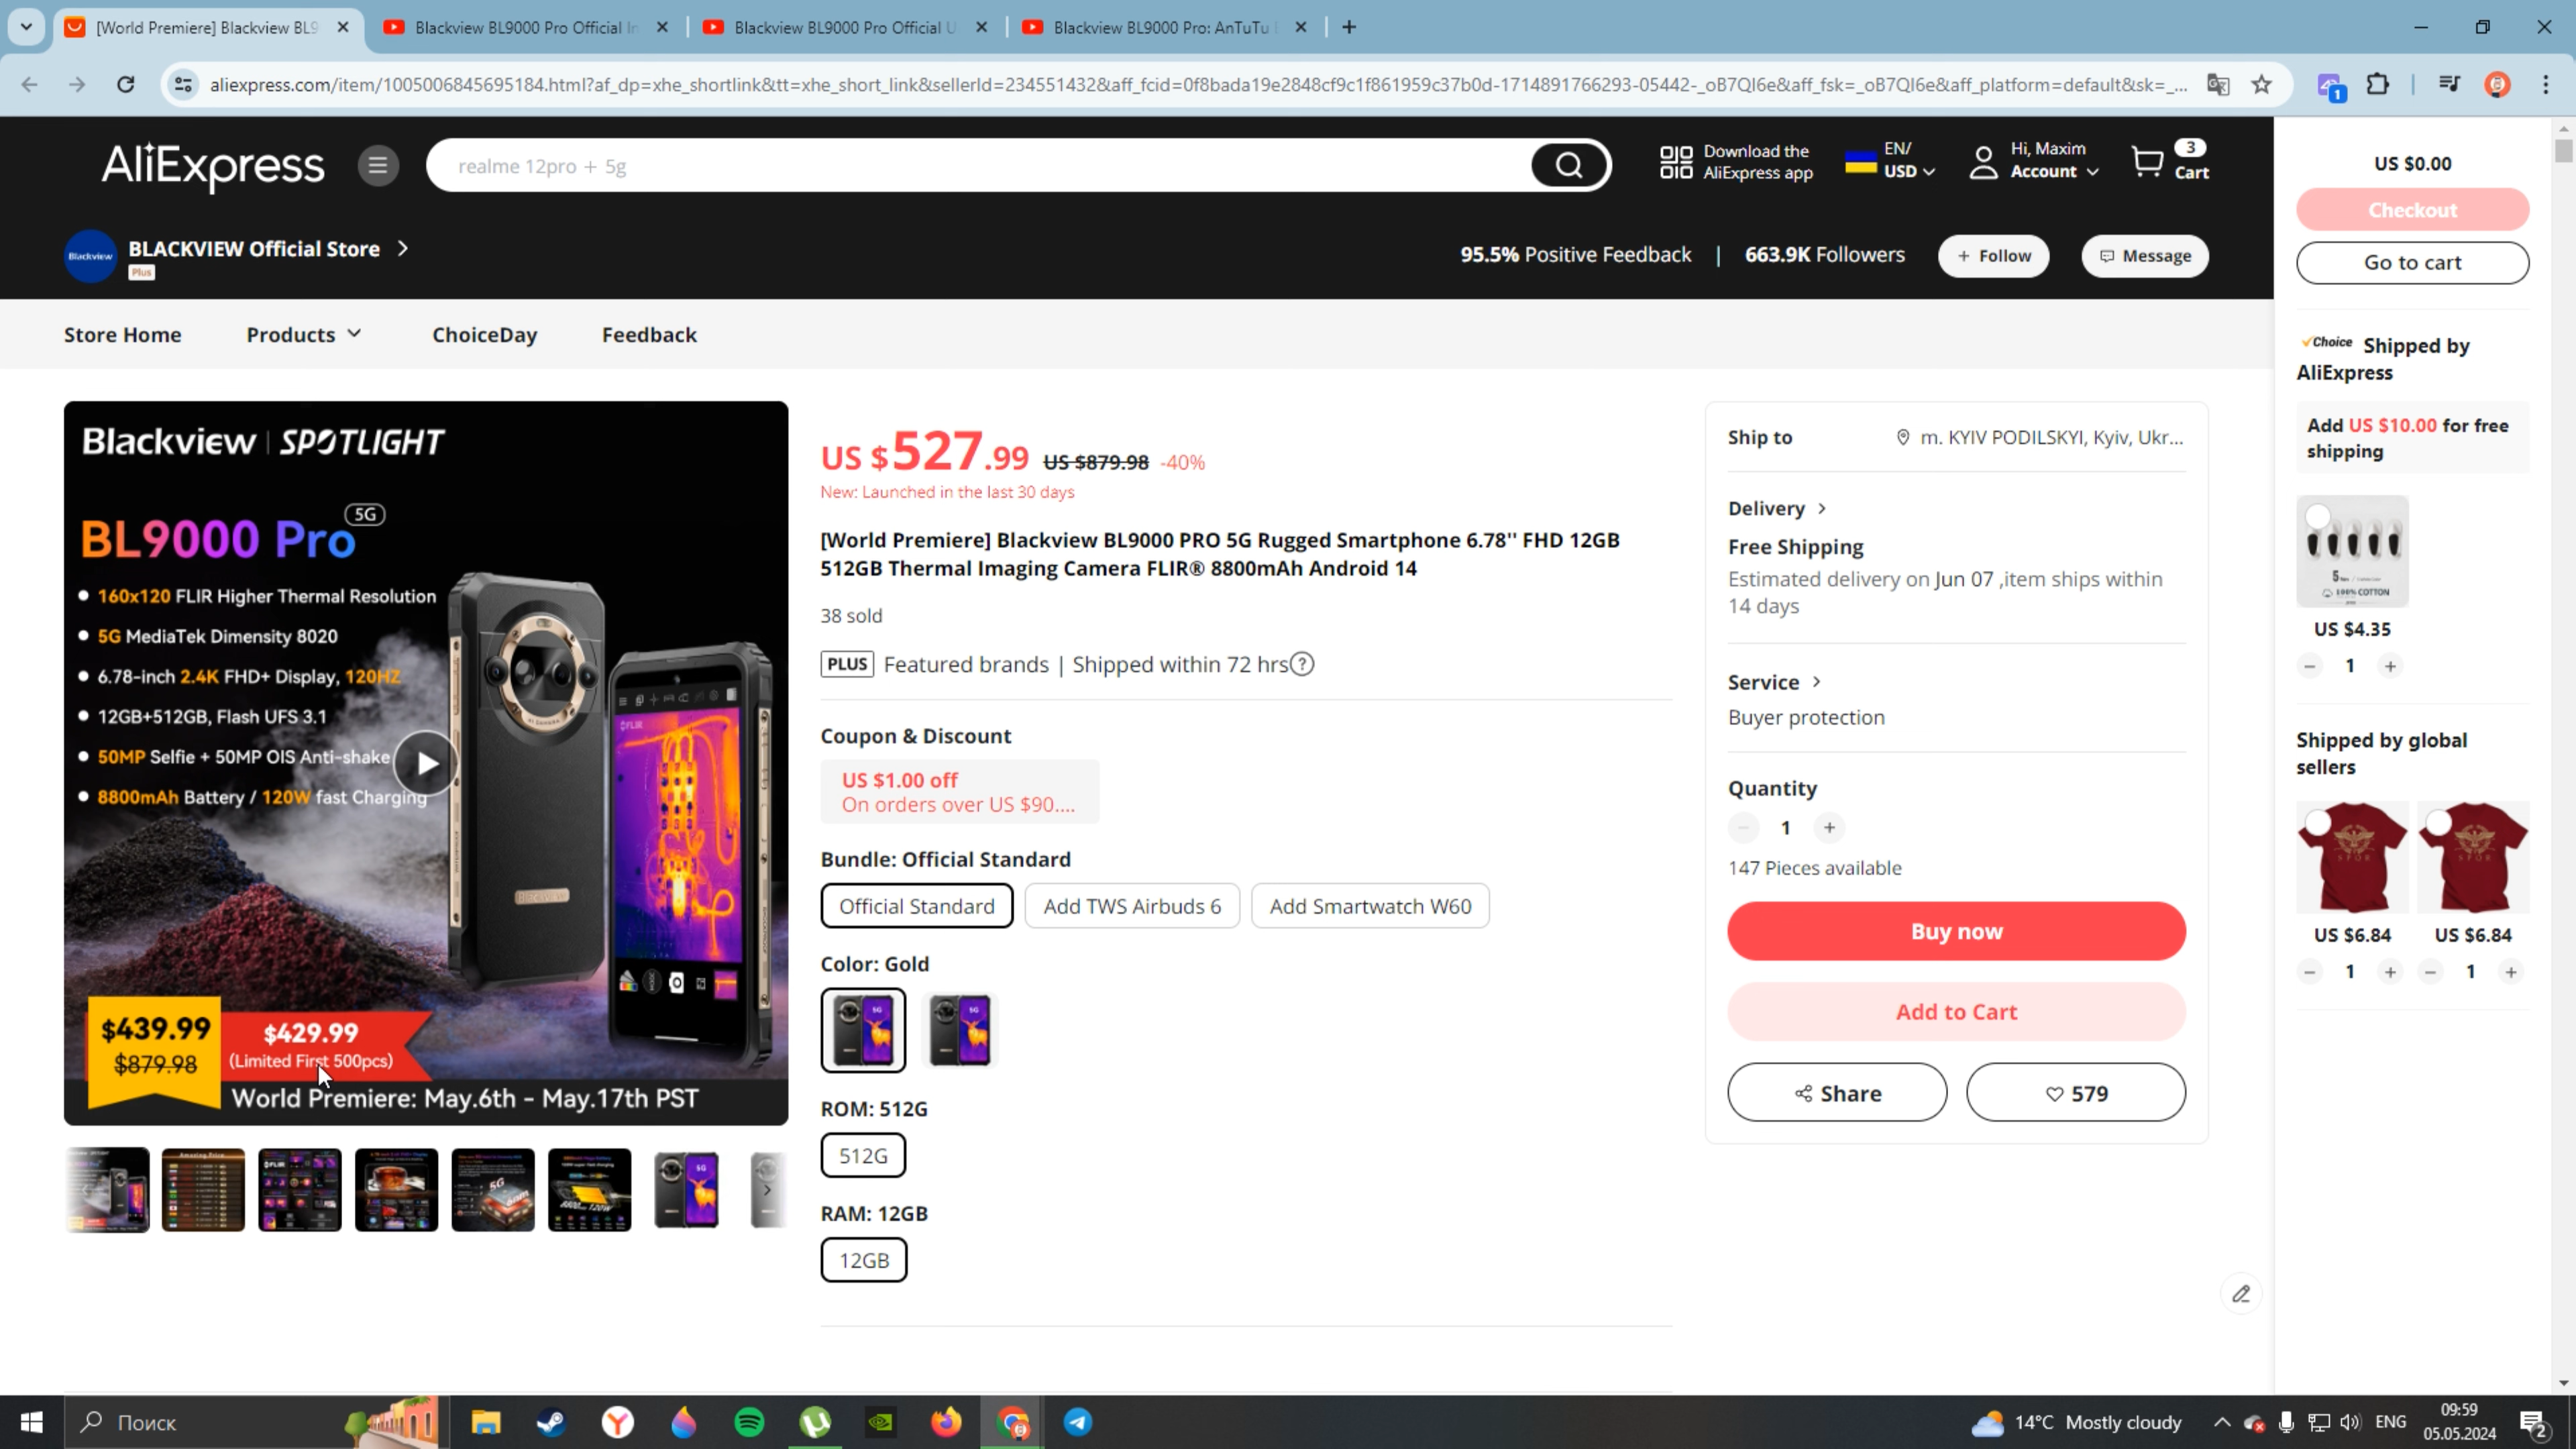 [World Premiere] Blackview BL9
Blackview BL9000 Pro Official In
Blackview BL9000 Pro Official U
Blackview BL9000 Pro: AnTuTu
aliexpress.com/item/1005006845695184.html?af_dp=xhe_shortlink&tt=xhe_short_link&sellerId=234551432&aff_fcid=0f8bada19e2848cf9c1f861959c37b0d-1714891766293-05442-_oB7QI6e&aff_fsk=_oB7QI6e&aff_platform=default&sk=_...
1
AliExpress
realme 12pro + 5g
Download the
AliExpress app
EN/
USD
Hi, Maxim
Account
3
Cart
Blackview
BLACKVIEW Official Store
Plus
95.5% Positive Feedback | 663.9K Followers
+ Follow
Message
Store Home
Products
ChoiceDay
Feedback
Blackview | SPOTLIGHT
BL9000 Pro 5G
• 160x120 FLIR Higher Thermal Resolution
• 5G MediaTek Dimensity 8020
• 6.78-inch 2.4K FHD+ Display, 120HZ
• 12GB+512GB, Flash UFS 3.1
• 50MP Selfie + 50MP OIS Anti-shake
• 8800mAh Battery / 120W fast Charging
$439.99
$879.98
$429.99
(Limited First 500pcs)
World Premiere: May.6th - May.17th PST
US $527.99 US $879.98 -40%
New: Launched in the last 30 days
[World Premiere] Blackview BL9000 PRO 5G Rugged Smartphone 6.78'' FHD 12GB
512GB Thermal Imaging Camera FLIR® 8800mAh Android 14
38 sold
PLUS Featured brands | Shipped within 72 hrs
Coupon & Discount
US $1.00 off
On orders over US $90....
Bundle: Official Standard
Official Standard
Add TWS Airbuds 6
Add Smartwatch W60
Color: Gold
ROM: 512G
512G
RAM: 12GB
12GB
Ship to
m. KYIV PODILSKYI, Kyiv, Ukr...
Delivery
Free Shipping
Estimated delivery on Jun 07 ,item ships within
14 days
Service
Buyer protection
Quantity
1
147 Pieces available
Buy now
Add to Cart
Share
579
US $0.00
Checkout
Go to cart
Choice Shipped by
AliExpress
Add US $10.00 for free
shipping
100% COTTON
US $4.35
1
Shipped by global
sellers
SPQR
SPQR
US $6.84
US $6.84
1
1
Поиск
14°C Mostly cloudy
ENG
09:59
05.05.2024
2